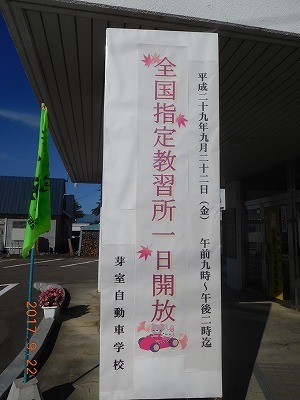 平成二十九年九月二十二日（金） 午前九時～午後二時迄
全国指定教習所一日開放
芽室自動車学校
2017 9 22